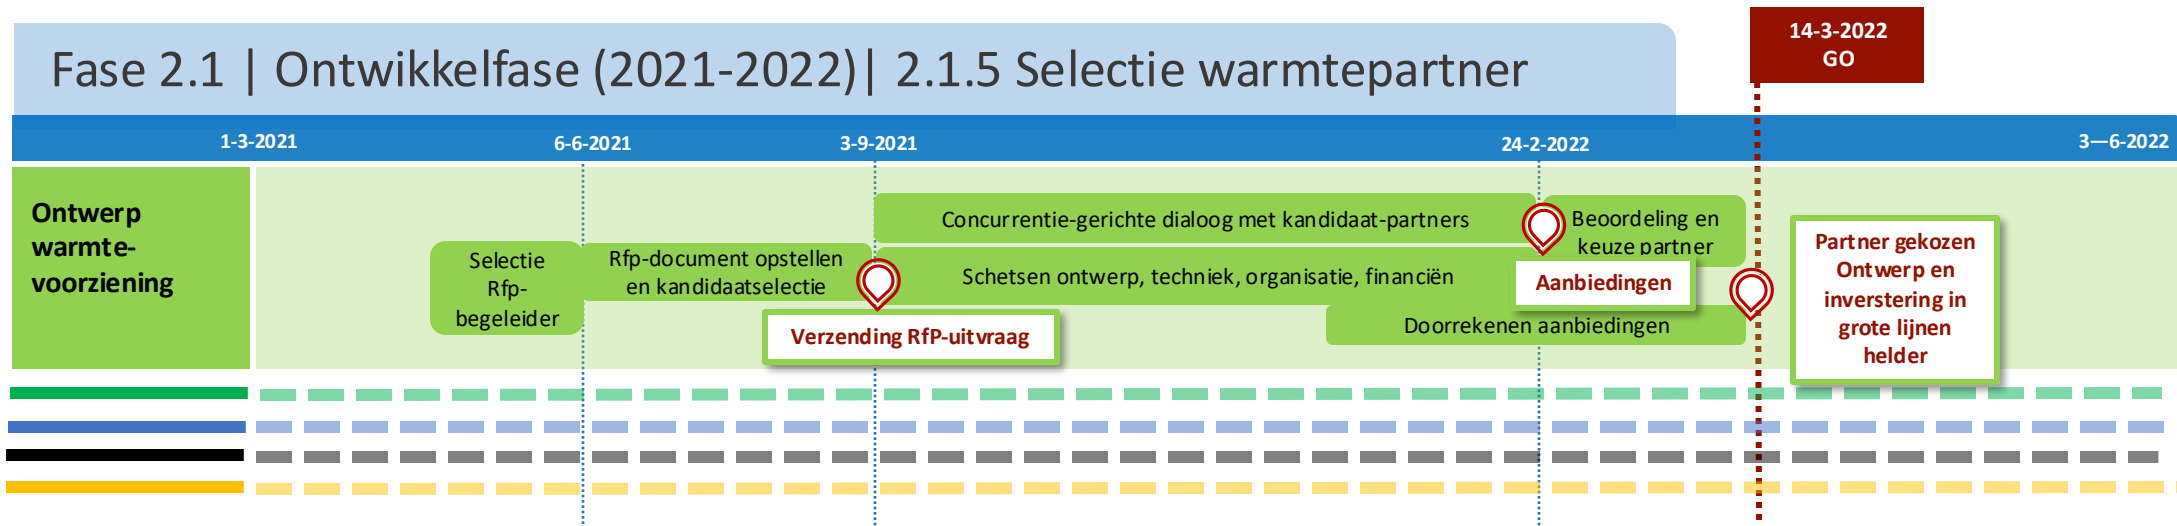 14-3-2022
GO
Fase 2.1 | Ontwikkelfase (2021-2022)| 2.1.5 Selectie warmtepartner
1-3-2021
6-6-2021
3-9-2021
24-2-2022
3—6-2022
Ontwerp
warmte-
voorziening
Selectie
Rfp-
begeleider
Rfp-document opstellen
en kandidaatselectie
Verzending RfP-uitvraag
Concurrentie-gerichte dialoog met kandidaat-partners
Schetsen ontwerp, techniek, organisatie, financiën
Doorrekenen aanbiedingen
Aanbiedingen
Beoordeling en
keuze partner
Partner gekozen
Ontwerp en
inverstering in
grote lijnen
helder